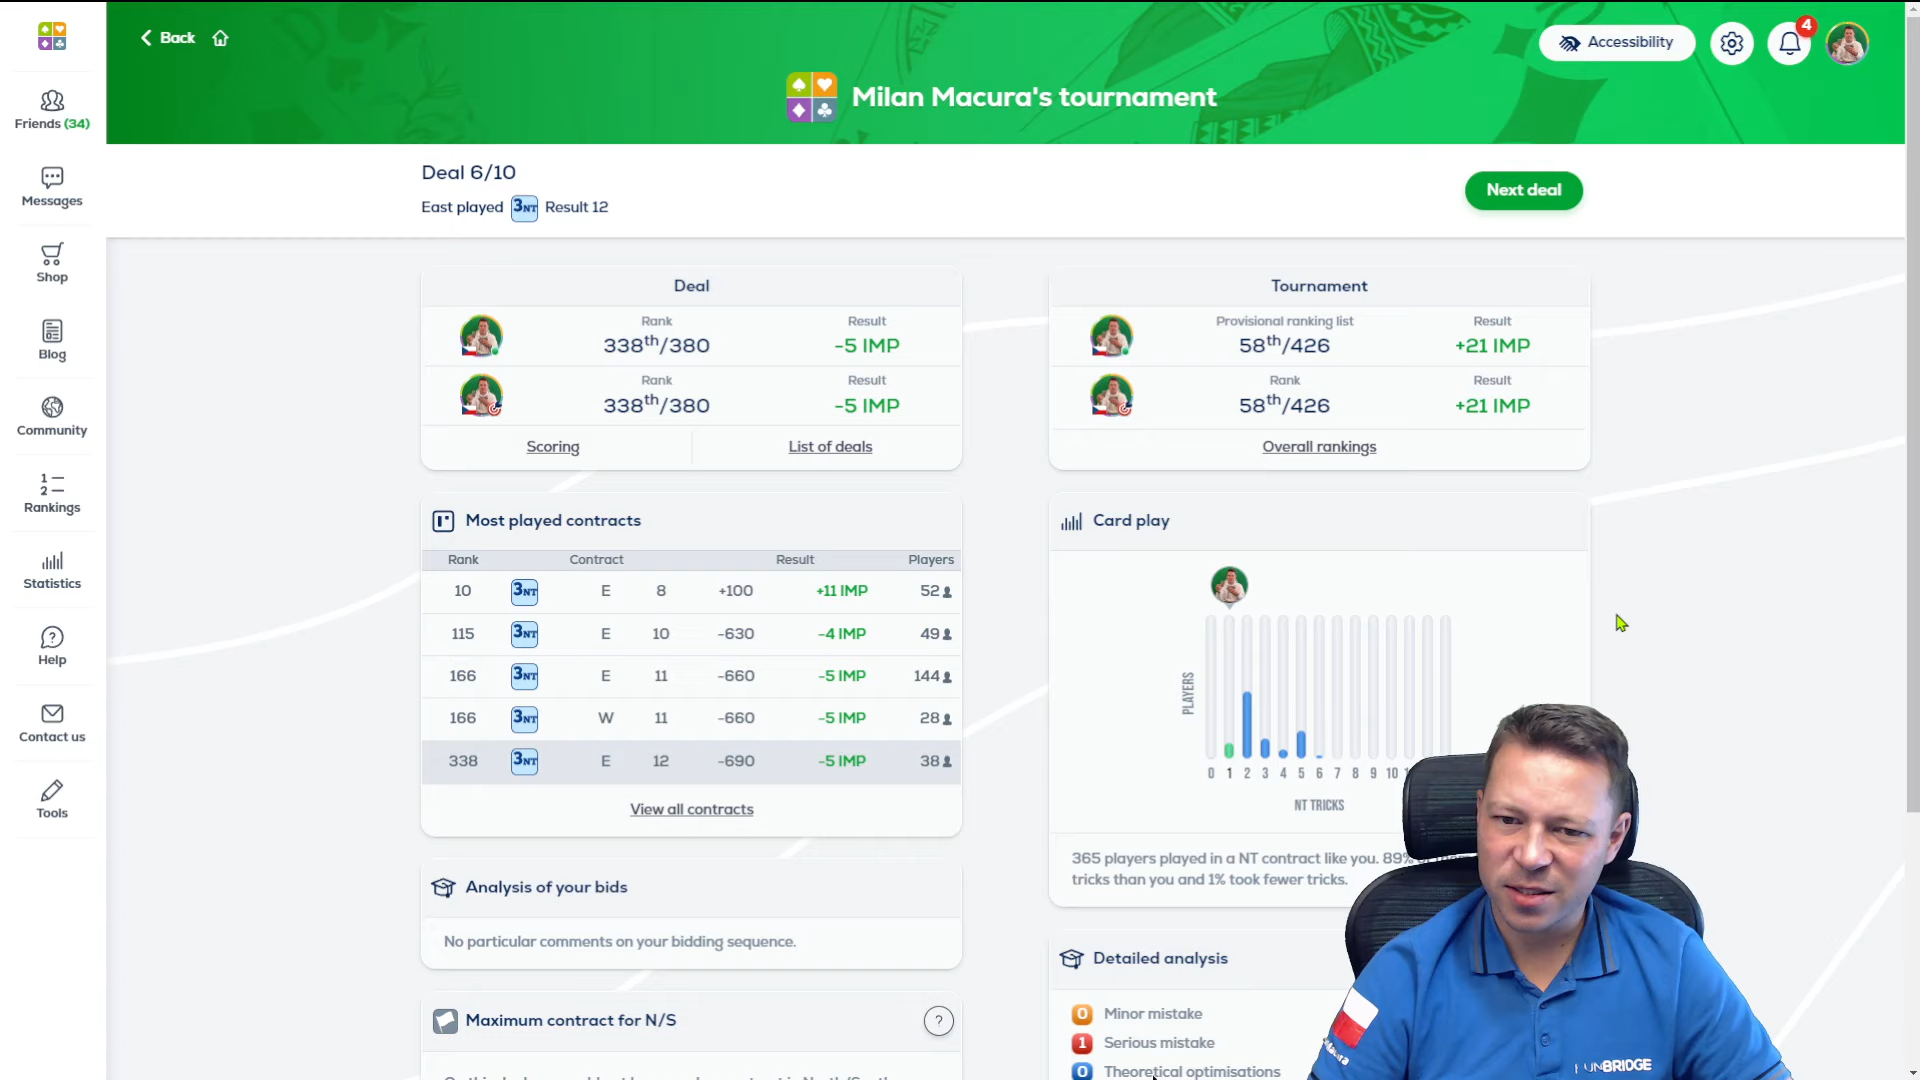 Back
Accessibility
4
Milan Macura's tournament
Friends (34)
Messages
Shop
Blog
Community
1
2
Rankings
Statistics
Help
Contact us
Tools
Deal 6/10
East played 3NT Result 12
Next deal
Deal
Rank Result
338th/380 -5 IMP
Rank Result
338th/380 -5 IMP
Scoring List of deals
Tournament
Provisional ranking list Result
58th/426 +21 IMP
Rank Result
58th/426 +21 IMP
Overall rankings
Most played contracts
Rank Contract Result Players
10 3NT E 8 +100 +11 IMP 52
115 3NT E 10 -630 -4 IMP 49
166 3NT E 11 -660 -5 IMP 144
166 3NT W 11 -660 -5 IMP 28
338 3NT E 12 -690 -5 IMP 38
View all contracts
Card play
PLAYERS
0 1 2 3 4 5 6 7 8 9 10
NT TRICKS
365 players played in a NT contract like you. 89%
tricks than you and 1% took fewer tricks.
Analysis of your bids
No particular comments on your bidding sequence.
Detailed analysis
0 Minor mistake
1 Serious mistake
0 Theoretical optimisations
Maximum contract for N/S
?
FUNBRIDGE